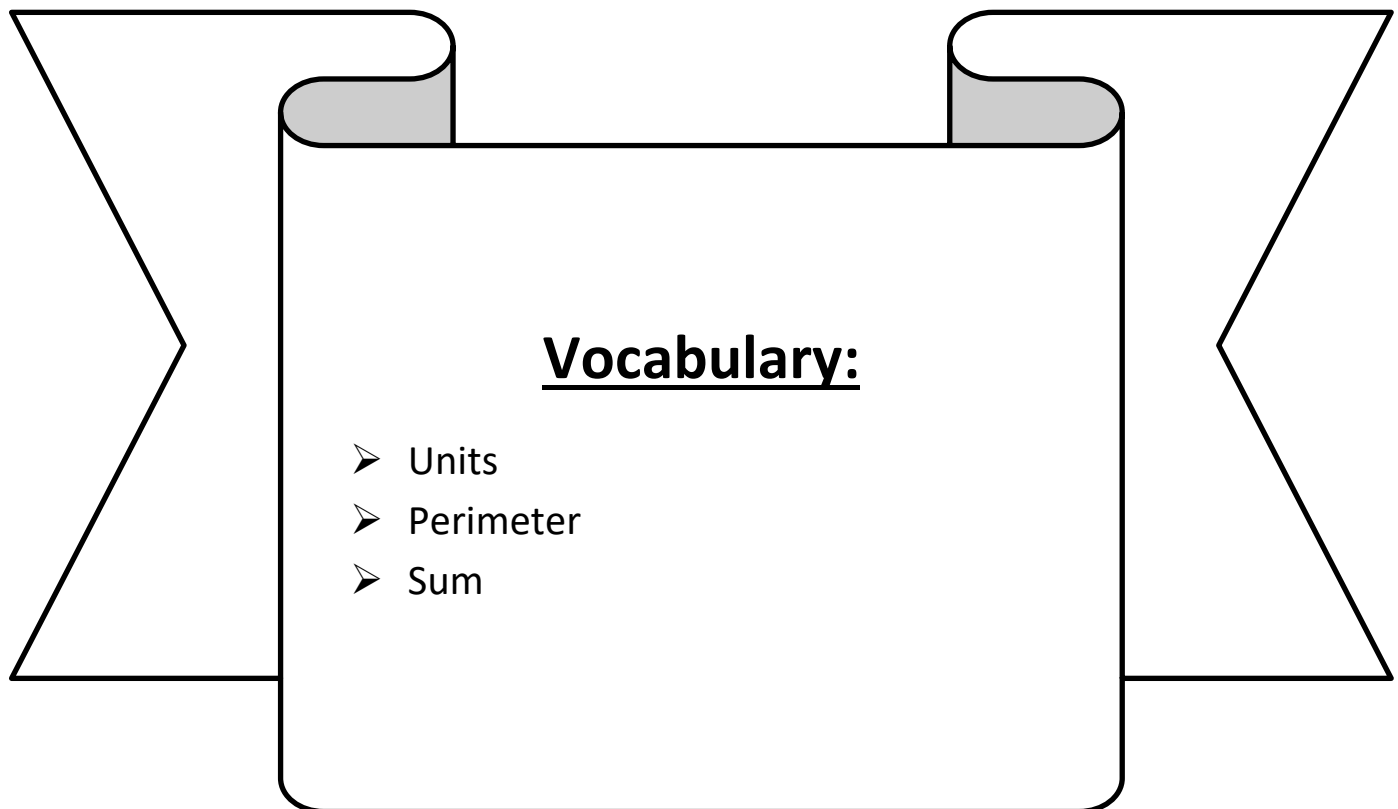 Vocabulary:
➢ Units
➢ Perimeter
➢ Sum